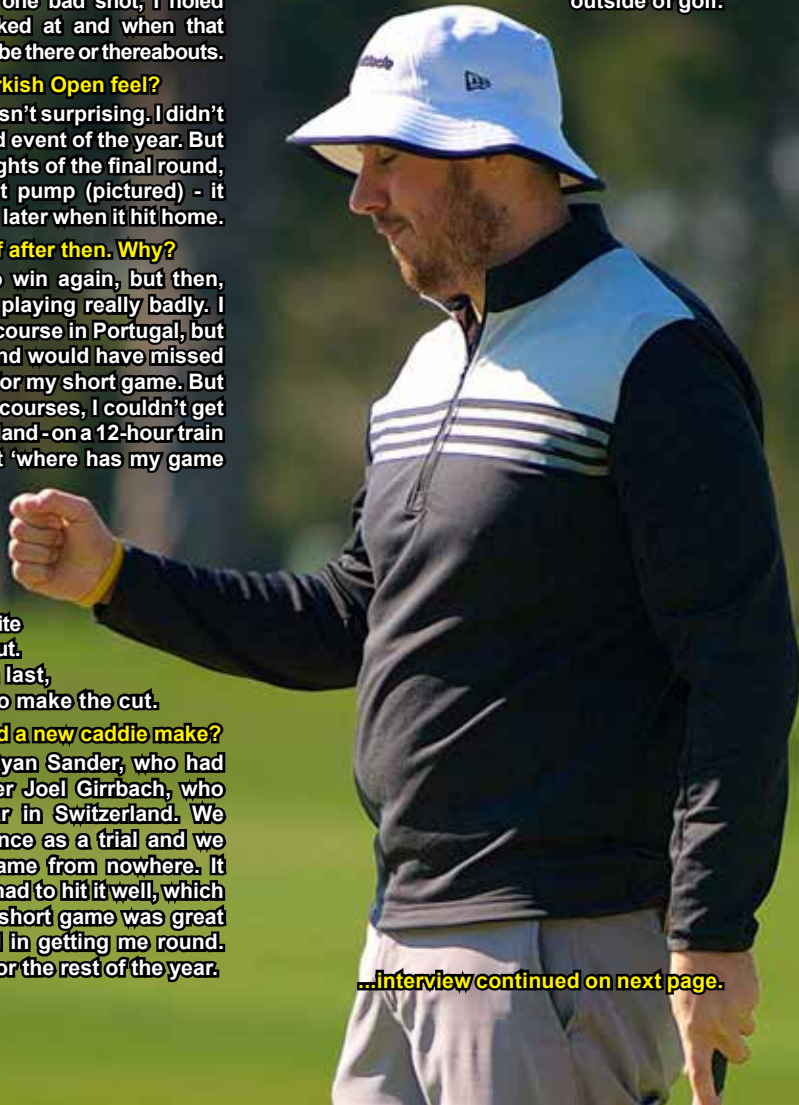 one bad shot, I holed
ked at and when that
be there or thereabouts.
rkish Open feel?
sn't surprising. I didn't
d event of the year. But
ghts of the final round,
t pump (pictured) - it
later when it hit home.
f after then. Why?
o win again, but then,
playing really badly. I
course in Portugal, but
nd would have missed
or my short game. But
courses, I couldn't get
land - on a 12-hour train
t 'where has my game
ite
ut.
last,
o make the cut.
d a new caddie make?
yan Sander, who had
er Joel Girrbach, who
r in Switzerland. We
nce as a trial and we
ame from nowhere. It
had to hit it well, which
short game was great
l in getting me round.
or the rest of the year.
outside of golf.
...interview continued on next page.